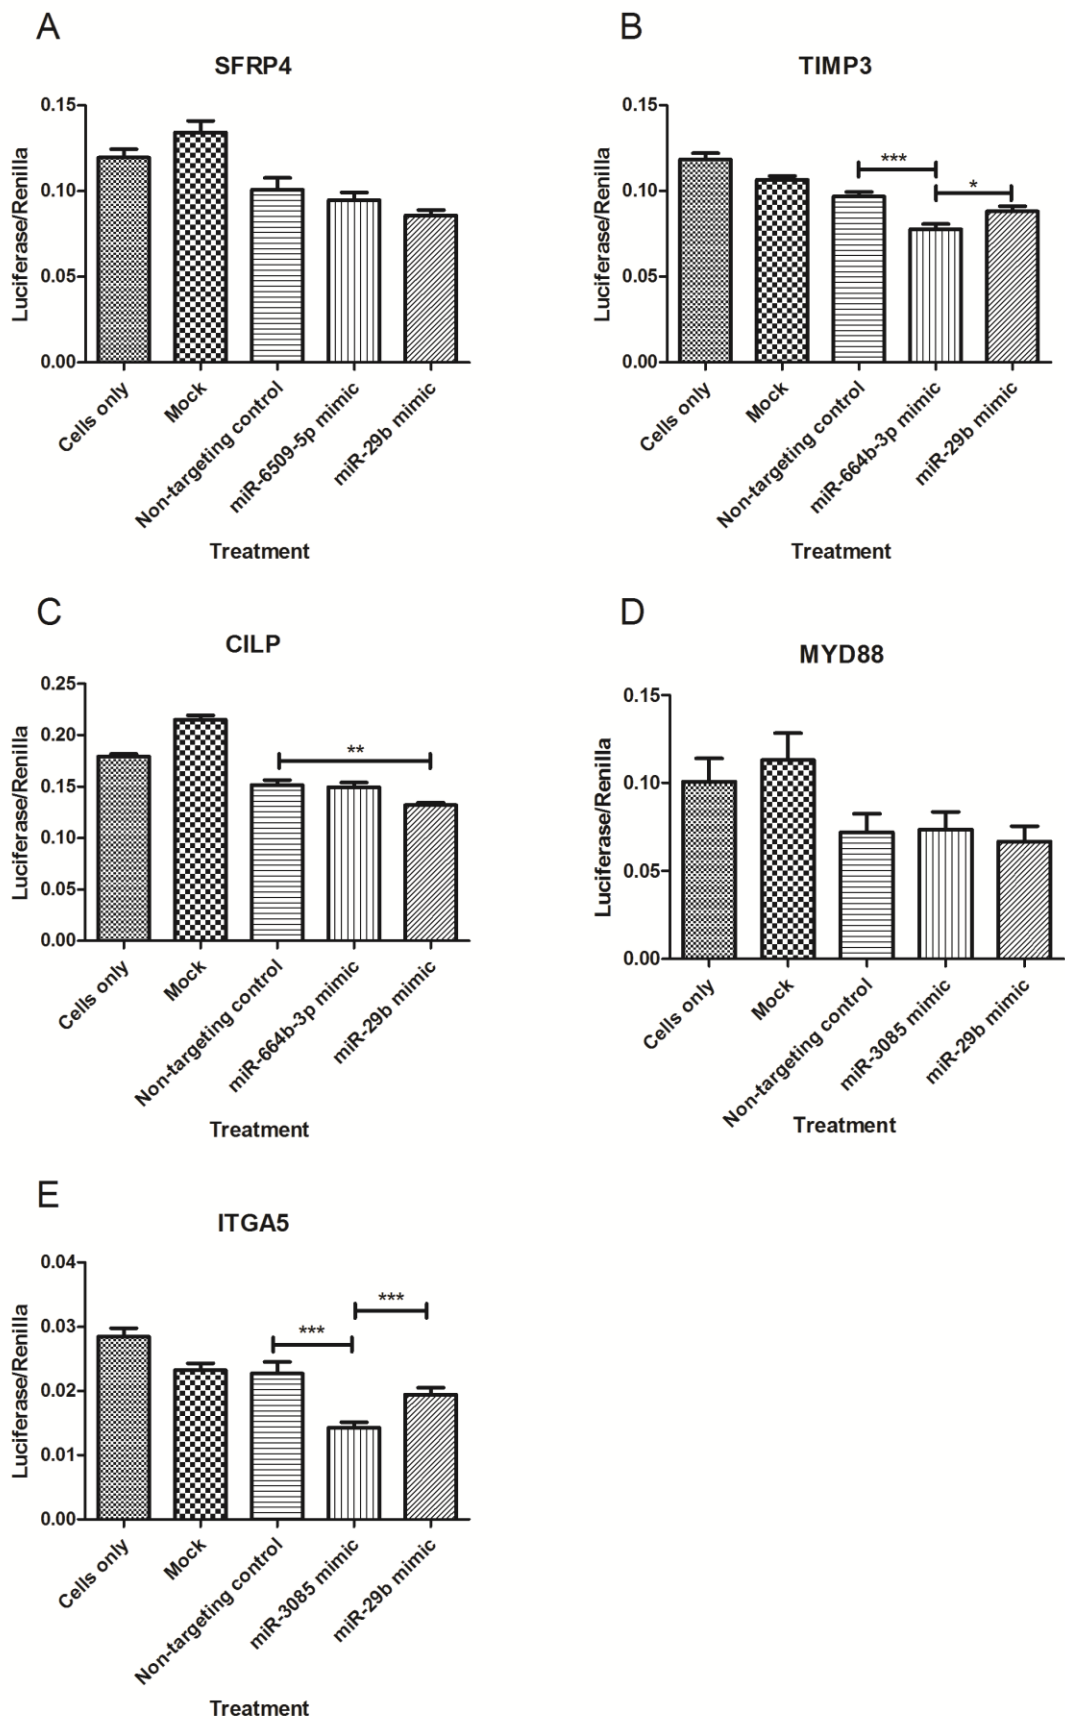 A
SFRP4
Luciferase/Renilla
0.15
0.10
0.05
0.00
Cells only
Mock
Non-targeting control
miR-6509-5p mimic
miR-29b mimic
Treatment
B
TIMP3
Luciferase/Renilla
0.15
0.10
0.05
0.00
***
*
Cells only
Mock
Non-targeting control
miR-664b-3p mimic
miR-29b mimic
Treatment
C
CILP
Luciferase/Renilla
0.25
0.20
0.15
0.10
0.05
0.00
**
Cells only
Mock
Non-targeting control
miR-664b-3p mimic
miR-29b mimic
Treatment
D
MYD88
Luciferase/Renilla
0.15
0.10
0.05
0.00
Cells only
Mock
Non-targeting control
miR-3085 mimic
miR-29b mimic
Treatment
E
ITGA5
Luciferase/Renilla
0.04
0.03
0.02
0.01
0.00
***
***
Cells only
Mock
Non-targeting control
miR-3085 mimic
miR-29b mimic
Treatment